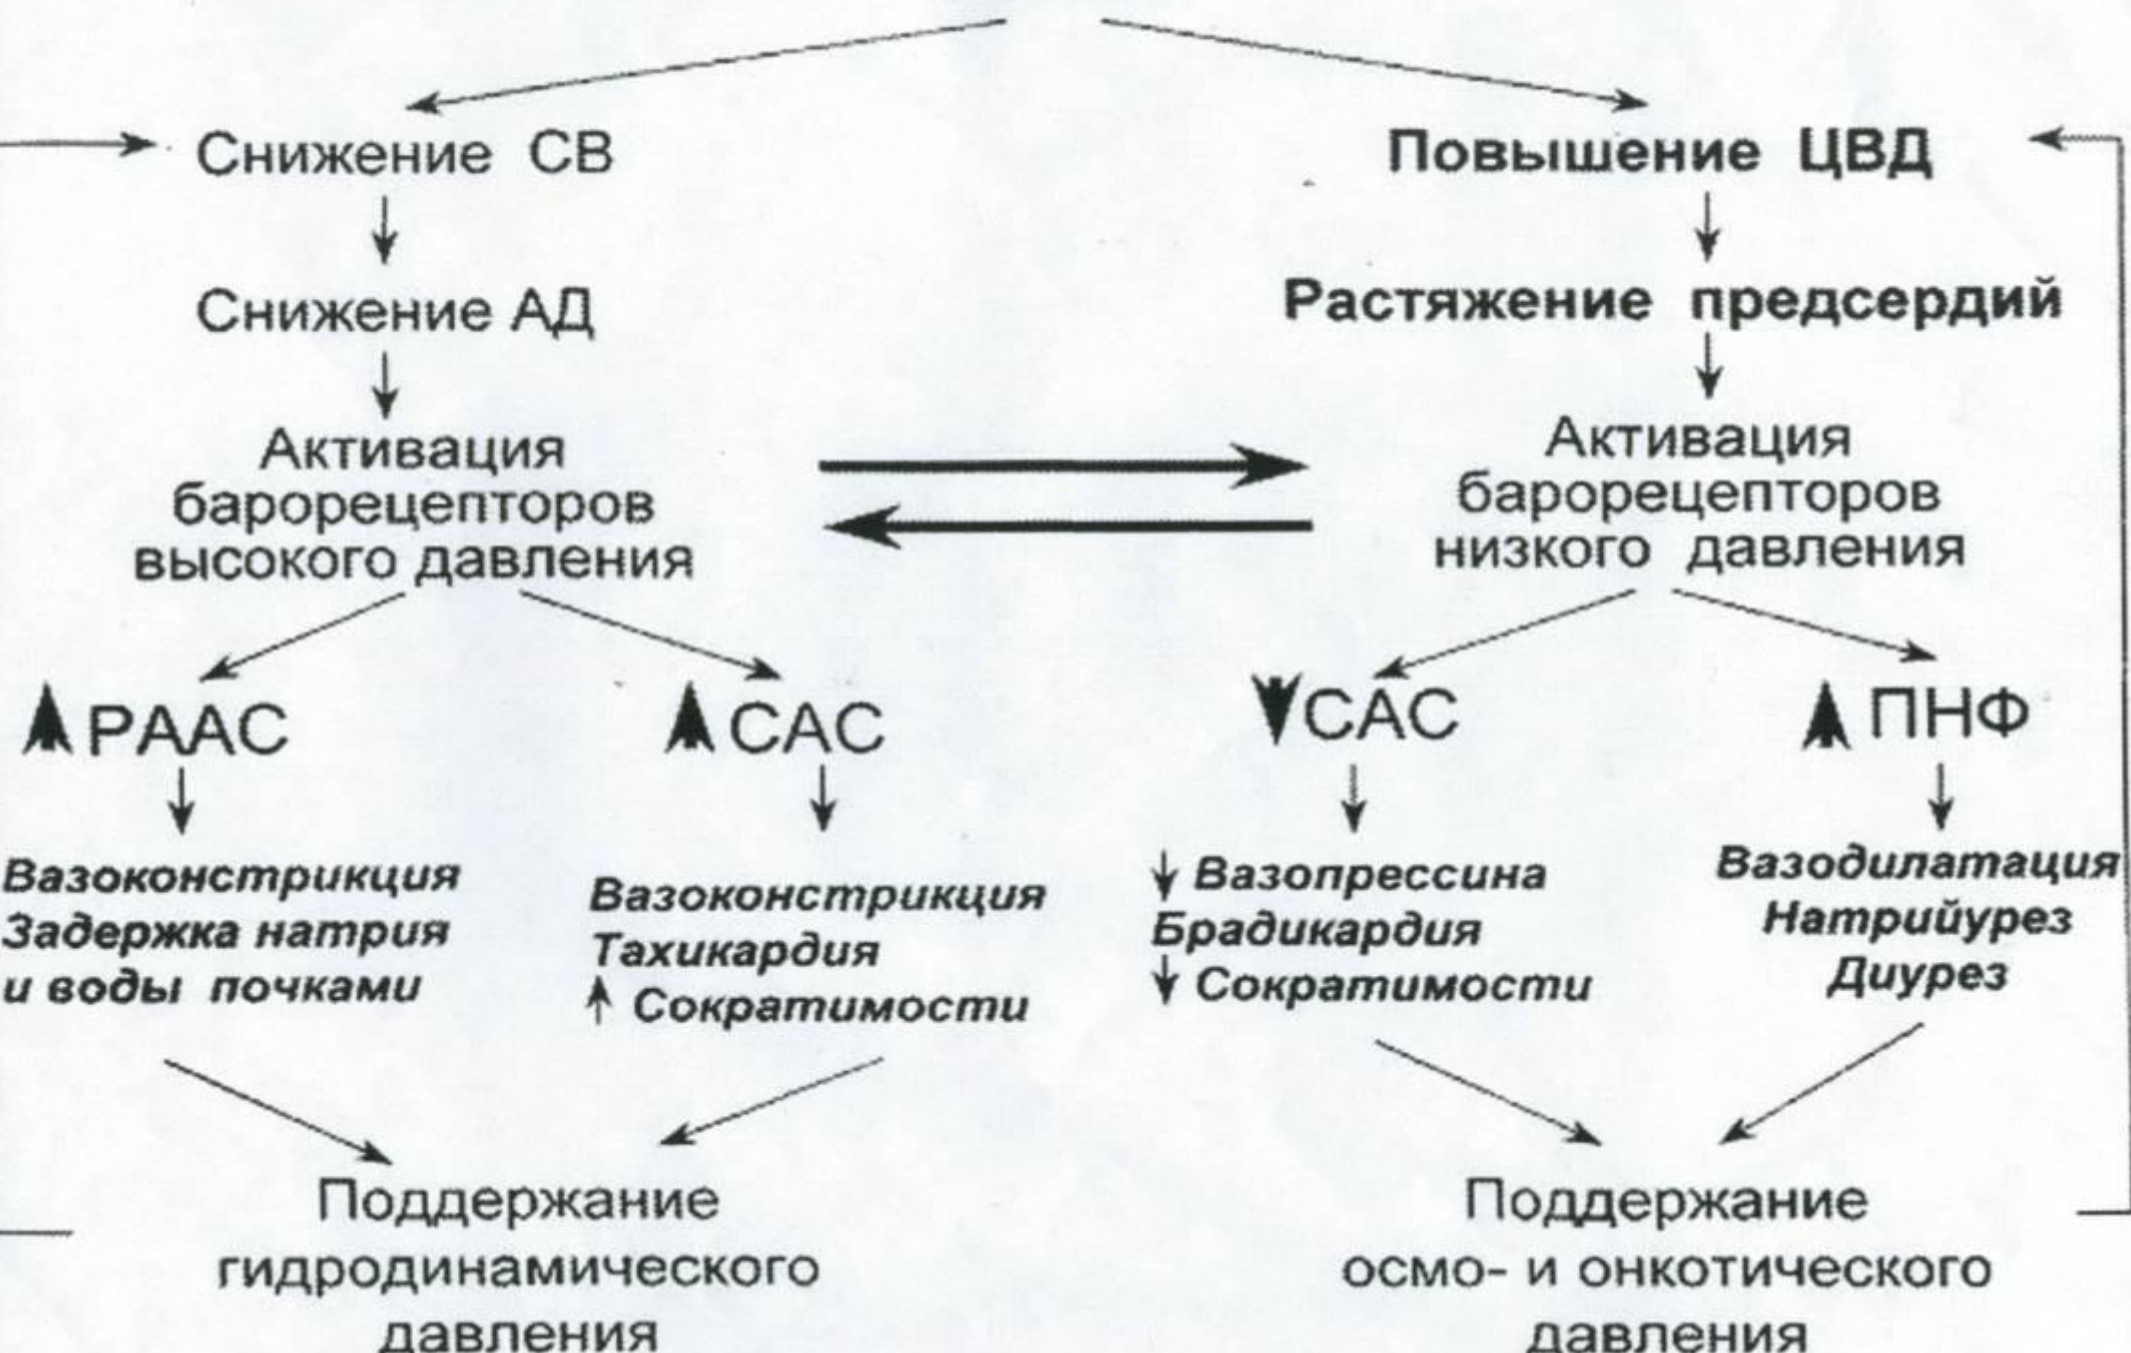 Снижение СВ
Снижение АД
Активация
барорецепторов
высокого давления
Повышение ЦВД
Растяжение предсердий
Активация
барорецепторов
низкого давления
РААС
САС
САС
ПНФ
Вазоконстрикция
Задержка натрия
и воды почками
Вазоконстрикция
Тахикардия
↑ Сократимости
↓ Вазопрессина
Брадикардия
↓ Сократимости
Вазодилатация
Натрийурез
Диурез
Поддержание
гидродинамического
давления
Поддержание
осмо- и онкотического
давления